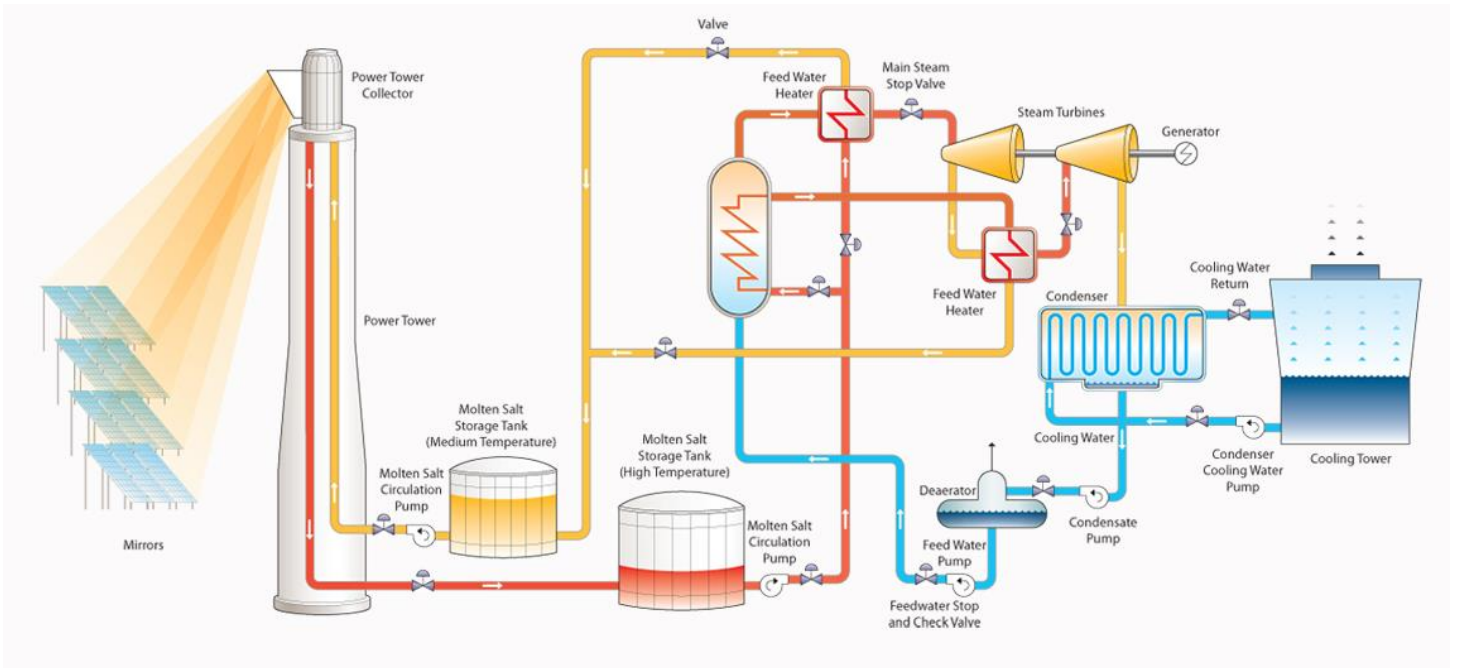 Valve
Power Tower
Collector
Feed Water
Heater
Main Steam
Stop Valve
Steam Turbines
Generator
Power Tower
Feed Water
Heater
Condenser
Cooling Water
Return
Molten Salt
Storage Tank
(Medium Temperature)
Molten Salt
Storage Tank
(High Temperature)
Molten Salt
Circulation
Pump
Molten Salt
Circulation
Pump
Mirrors
Deaerator
Feed Water
Pump
Feedwater Stop
and Check Valve
Condensate
Pump
Cooling Water
Condenser
Cooling Water
Pump
Cooling Tower